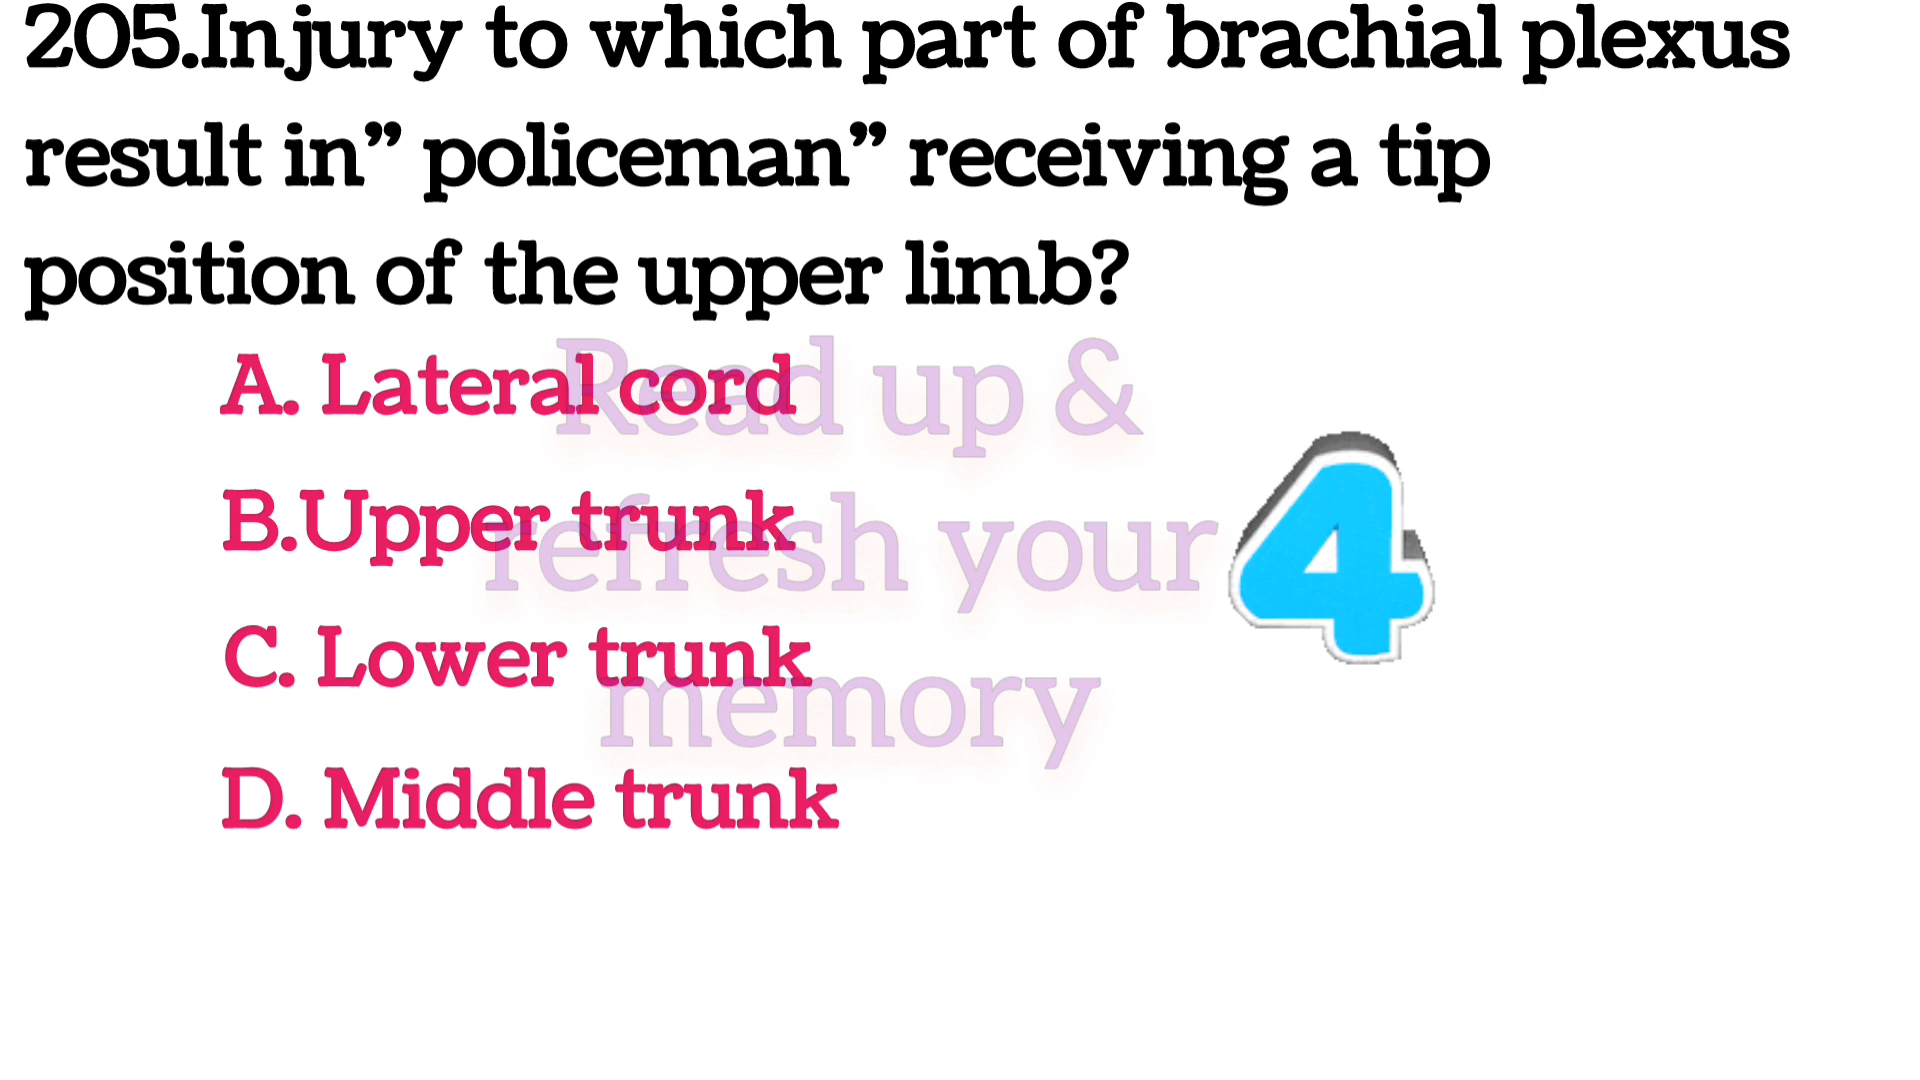 205.Injury to which part of brachial plexus
result in” policeman” receiving a tip
position of the upper limb?
A. Lateral cord
B.Upper trunk
C. Lower trunk
D. Middle trunk
Read up &
refresh your
memory
4